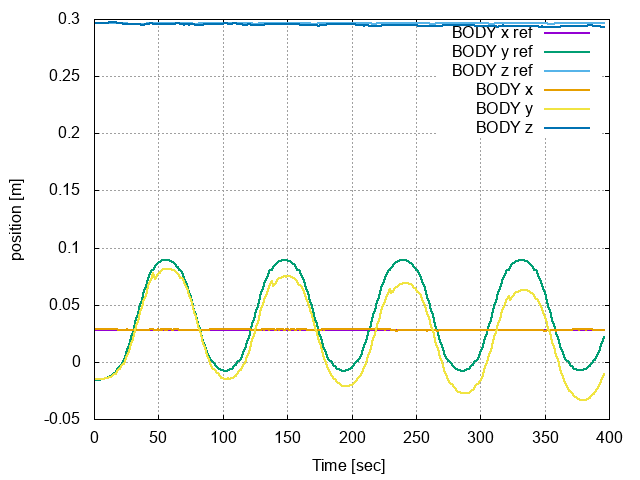 0.3
0.25
0.2
0.15
0.1
0.05
0
-0.05
position [m]
BODY x ref
BODY y ref
BODY z ref
BODY x
BODY y
BODY z
0 50 100 150 200 250 300 350 400
Time [sec]